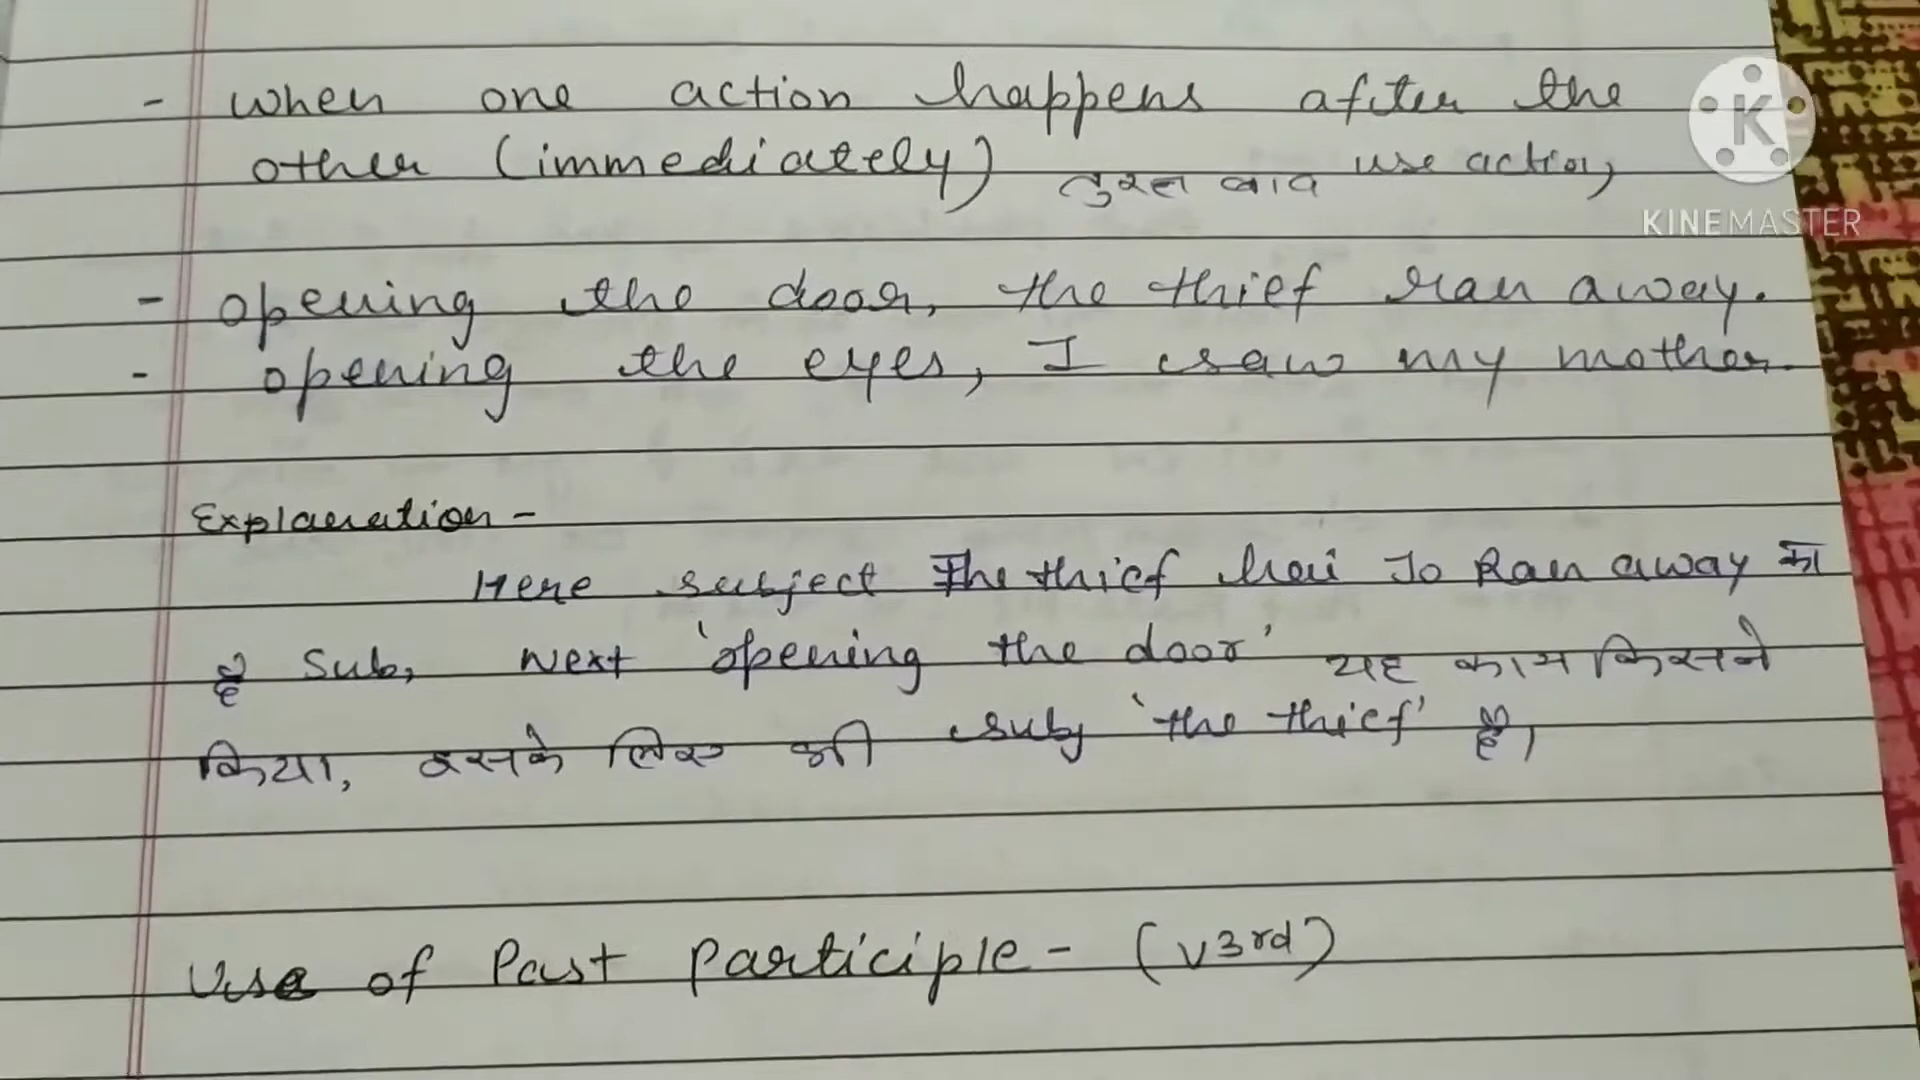 - when one action happens after the
other (immediately) तुरन्त बाद use action,
K
KINEMASTER
- opening the door, the thief ran away.
- opening the eyes, I saw my mother.
Explanation -
Here subject The thief hai Jo Ran away का
है Sub, Next 'opening the door' यह काम किसने
किया, इसके लिए भी subj 'the thief' है,
Use of Past Participle - (v3rd)